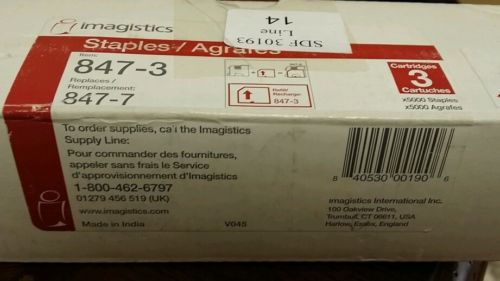 imagistics
SDF 30193
Line
14
Staples / Agrafes
Item:
847-3
Replaces /
Remplacement:
847-7
Refill/
Recharger:
847-3
Cartridges
3
Cartouches
x5000 Staples
x5000 Agrafes
To order supplies, call the Imagistics
Supply Line:
Pour commander des fournitures,
appeler sans frais le Service
d'approvisionnement d'Imagistics
1-800-462-6797
01279 456 519 (UK)
www.imagistics.com
Made in India
V045
8 40530 00190 6
Imagistics International Inc.
100 Oakview Drive,
Trumbull, CT 06611, USA
Harlow, Essex, England